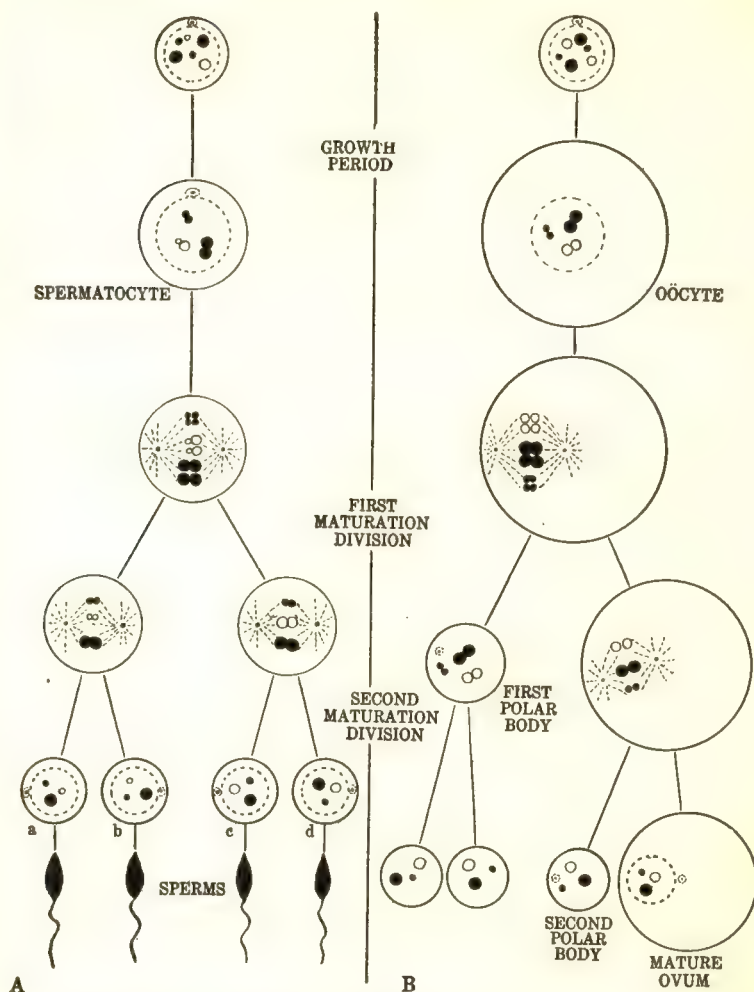 GROWTH
PERIOD
SPERMATOCYTE
OÖCYTE
FIRST
MATURATION
DIVISION
FIRST
POLAR
BODY
SECOND
MATURATION
DIVISION
a
b
c
d
SPERMS
SECOND
POLAR
BODY
MATURE
OVUM
A
B